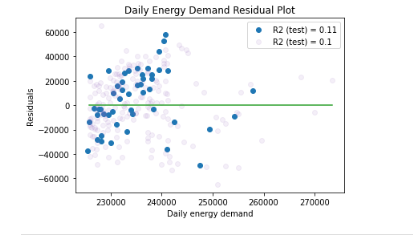 Daily Energy Demand Residual Plot
R2 (test) = 0.11
R2 (test) = 0.1
60000
40000
20000
0
−20000
−40000
−60000
Residuals
230000 240000 250000 260000 270000
Daily energy demand